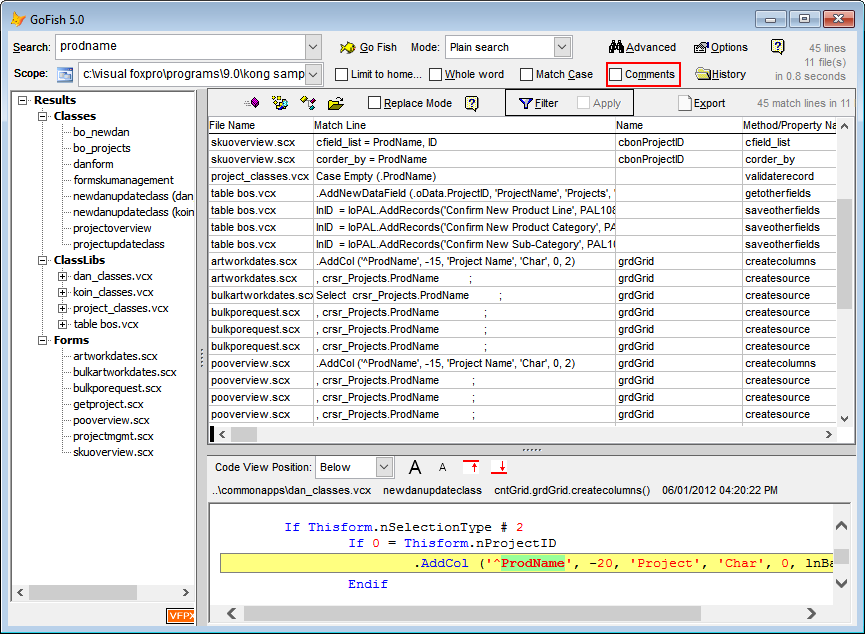 GoFish 5.0
Search: prodname Go Fish Mode: Plain search Advanced Options ? 45 lines
11 file(s)
Scope: c:\visual foxpro\programs\9.0\kong samp Limit to home... Whole word Match Case Comments History in 0.8 seconds
Replace Mode ? Filter Apply Export 45 match lines in 11
Results
Classes
bo_newdan
bo_projects
danform
formskumanagement
newdanupdateclass (dan
newdanupdateclass (koin
projectoverview
projectupdateclass
ClassLibs
dan_classes.vcx
koin_classes.vcx
project_classes.vcx
table bos.vcx
Forms
artworkdates.scx
bulkartworkdates.scx
bulkporequest.scx
getproject.scx
pooverview.scx
projectmgmt.scx
skuoverview.scx
VFPX
File Name Match Line Name Method/Property Na
skuoverview.scx cfield_list = ProdName, ID cbonProjectID cfield_list
skuoverview.scx corder_by = ProdName cbonProjectID corder_by
project_classes.vcx Case Empty (.ProdName) validaterecord
table bos.vcx .AddNewDataField (.oData.ProjectID, 'ProjectName', 'Projects', ' getotherfields
table bos.vcx lnID = loPAL.AddRecords('Confirm New Product Line', PAL108 saveotherfields
table bos.vcx lnID = loPAL.AddRecords('Confirm New Product Category', PA saveotherfields
table bos.vcx lnID = loPAL.AddRecords('Confirm New Sub-Category', PAL10 saveotherfields
artworkdates.scx .AddCol ('^ProdName', -15, 'Project Name', 'Char', 0, 2) grdGrid createcolumns
artworkdates.scx , crsr_Projects.ProdName ; grdGrid createsource
bulkartworkdates.scx Select crsr_Projects.ProdName ; grdGrid createsource
bulkporequest.scx , crsr_Projects.ProdName ; grdGrid createsource
bulkporequest.scx , crsr_Projects.ProdName ; grdGrid createsource
bulkporequest.scx , crsr_Projects.ProdName ; grdGrid createsource
pooverview.scx .AddCol ('^ProdName', -15, 'Project Name', 'Char', 0, 2) grdGrid createcolumns
pooverview.scx , crsr_Projects.ProdName ; grdGrid createsource
pooverview.scx , crsr_Projects.ProdName ; grdGrid createsource
pooverview.scx , crsr_Projects.ProdName ; grdGrid createsource
Code View Position: Below A A
..\commonapps\dan_classes.vcx newdanupdateclass cntGrid.grdGrid.createcolumns() 06/01/2012 04:20:22 PM
If Thisform.nSelectionType # 2
If 0 = Thisform.nProjectID
.AddCol ('^ProdName', -20, 'Project', 'Char', 0, lnBa
Endif